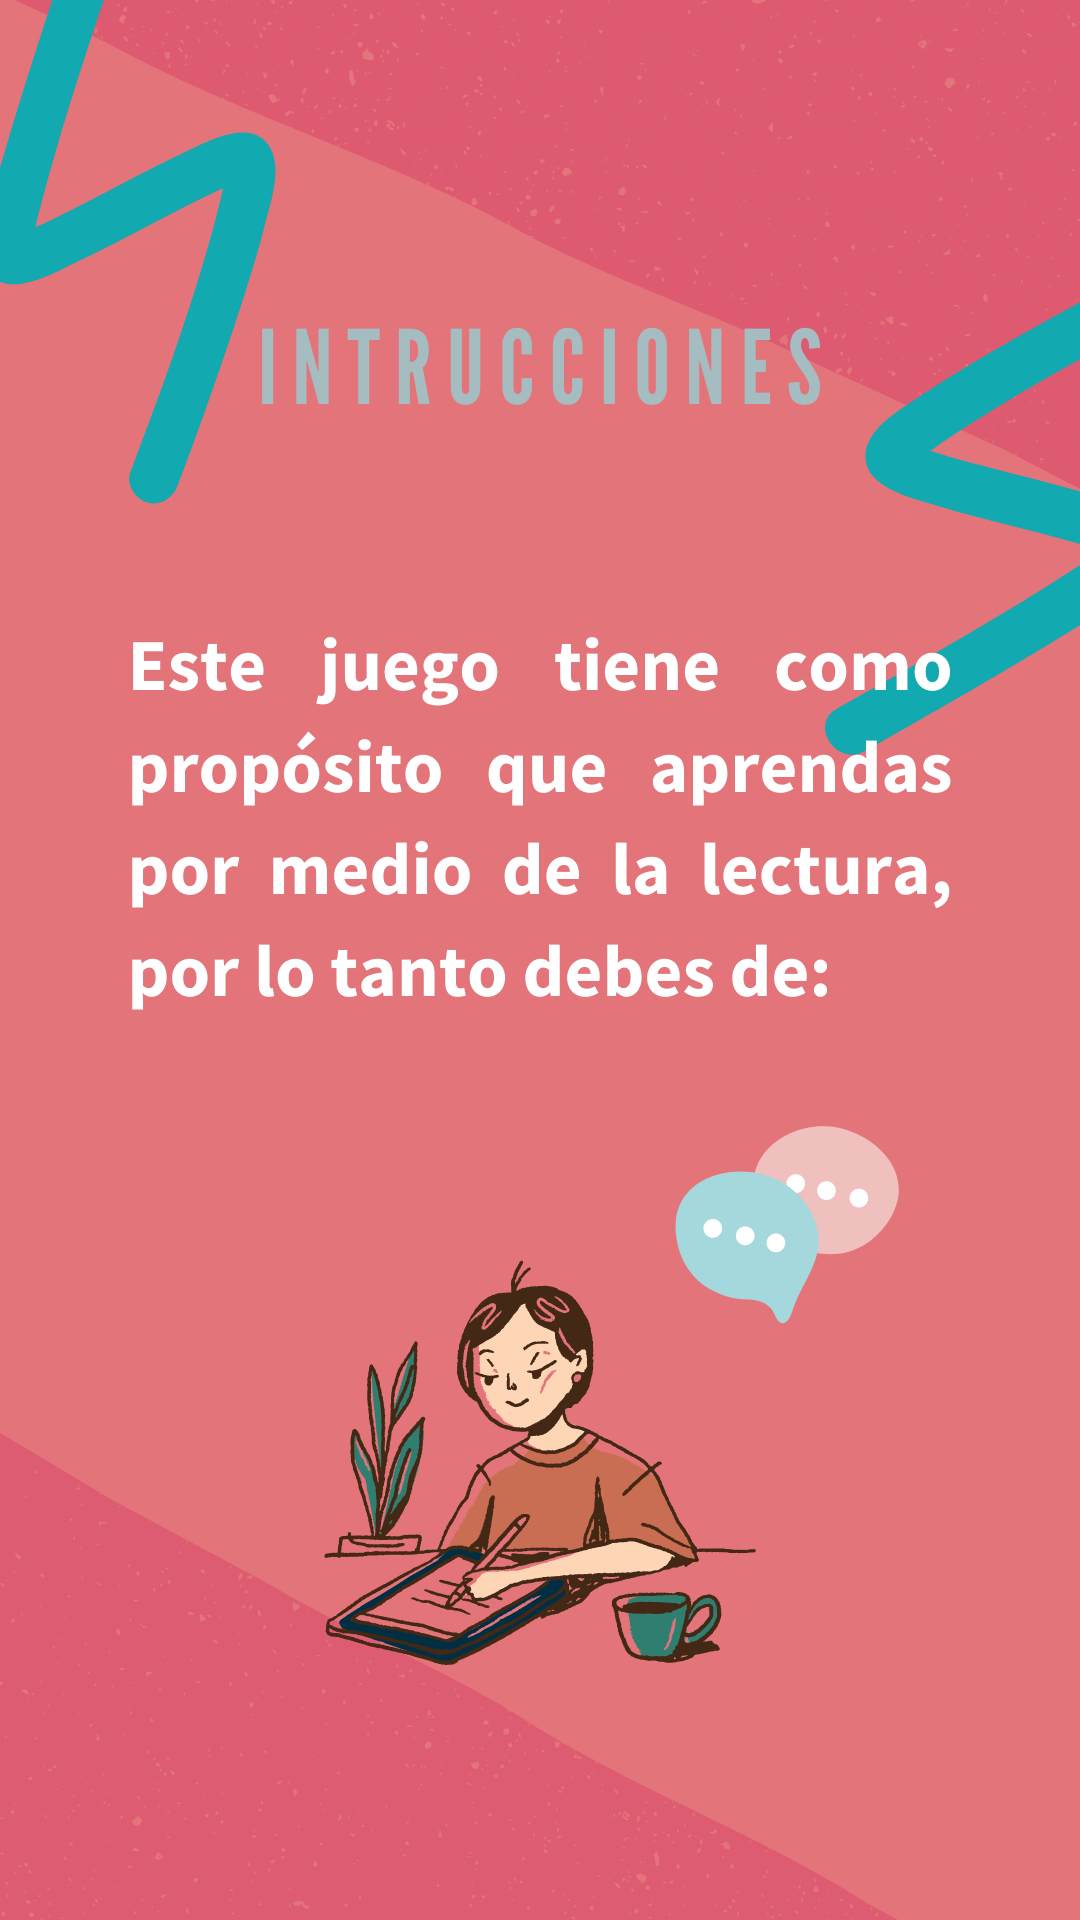 INTRUCCIONES
Este juego tiene como
propósito que aprendas
por medio de la lectura,
por lo tanto debes de: